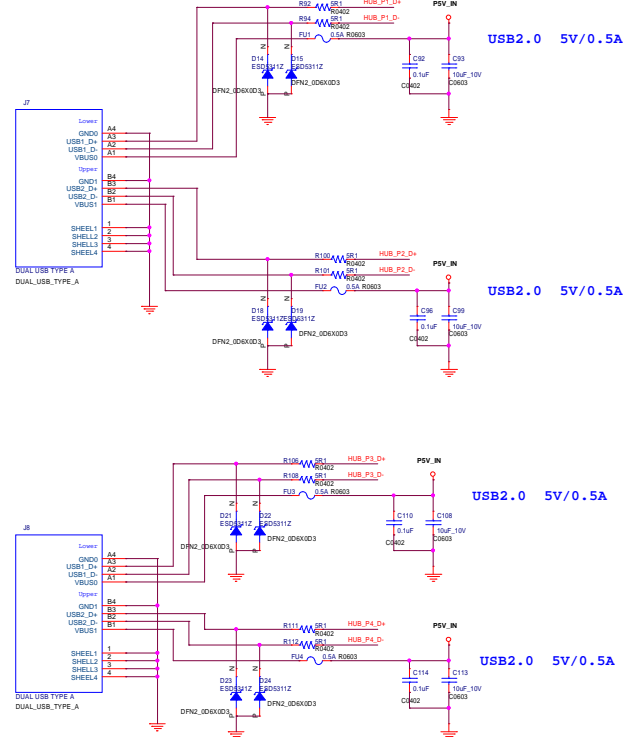 R92 5R1 HUB_P1_D+
R0402
R94 5R1 HUB_P1_D-
R0402
P5V_IN
FU1 0.5A R0603
USB2.0 5V/0.5A
N N
D14 D15
ESD5311Z ESD5311Z
C92
0.1uF
C0402
C93
10uF_10V
C0603
DFN2_0D6X0D3 DFN2_0D6X0D3
P P
J7
Lower
GND0 A4
USB1_D+ A3
USB1_D- A2
VBUS0 A1
Upper
GND1 B4
USB2_D+ B3
USB2_D- B2
VBUS1 B1
SHEEL1 1
SHELL2 2
SHELL3 3
SHEEL4 4
DUAL USB TYPE A
DUAL_USB_TYPE_A
R100 5R1 HUB_P2_D+
R0402
R101 5R1 HUB_P2_D-
R0402
P5V_IN
FU2 0.5A R0603
USB2.0 5V/0.5A
N N
D18 D19
ESD5311Z ESD5311Z
C96
0.1uF
C0402
C99
10uF_10V
C0603
DFN2_0D6X0D3 DFN2_0D6X0D3
P P
R106 5R1 HUB_P3_D+
R0402
R108 5R1 HUB_P3_D-
R0402
P5V_IN
FU3 0.5A R0603
USB2.0 5V/0.5A
N N
D21 D22
ESD5311Z ESD5311Z
C110
0.1uF
C0402
C108
10uF_10V
C0603
DFN2_0D6X0D3 DFN2_0D6X0D3
P P
J8
Lower
GND0 A4
USB1_D+ A3
USB1_D- A2
VBUS0 A1
Upper
GND1 B4
USB2_D+ B3
USB2_D- B2
VBUS1 B1
SHEEL1 1
SHELL2 2
SHELL3 3
SHEEL4 4
DUAL USB TYPE A
DUAL_USB_TYPE_A
R111 5R1 HUB_P4_D+
R0402
R112 5R1 HUB_P4_D-
R0402
P5V_IN
FU4 0.5A R0603
USB2.0 5V/0.5A
N N
D23 D24
ESD5311Z ESD5311Z
C114
0.1uF
C0402
C113
10uF_10V
C0603
DFN2_0D6X0D3 DFN2_0D6X0D3
P P